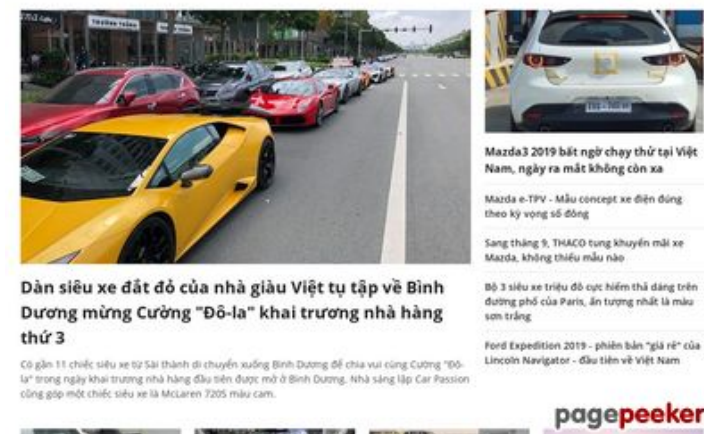 Dàn siêu xe đắt đỏ của nhà giàu Việt tụ tập về Bình
Dương mừng Cường "Đô-la" khai trương nhà hàng
thứ 3
Có gần 11 chiếc siêu xe từ Sài thành di chuyển xuống Bình Dương để chia vui cùng Cường "Đô-
la" trong ngày khai trương nhà hàng đầu tiên được mở ở Bình Dương. Nhà sáng lập Car Passion
cũng góp một chiếc siêu xe là McLaren 720S màu cam.
Mazda3 2019 bất ngờ chạy thử tại Việt
Nam, ngày ra mắt không còn xa
Mazda e-TPV - Mẫu concept xe điện đúng
theo kỳ vọng số đông
Sang tháng 9, THACO tung khuyến mãi xe
Mazda, không thiếu mẫu nào
Bộ 3 siêu xe triệu đô cực hiếm thả dáng trên
đường phố của Paris, ấn tượng nhất là màu
sơn trắng
Ford Expedition 2019 - phiên bản "giá rẻ" của
Lincoln Navigator - đầu tiên về Việt Nam
pagepeeker